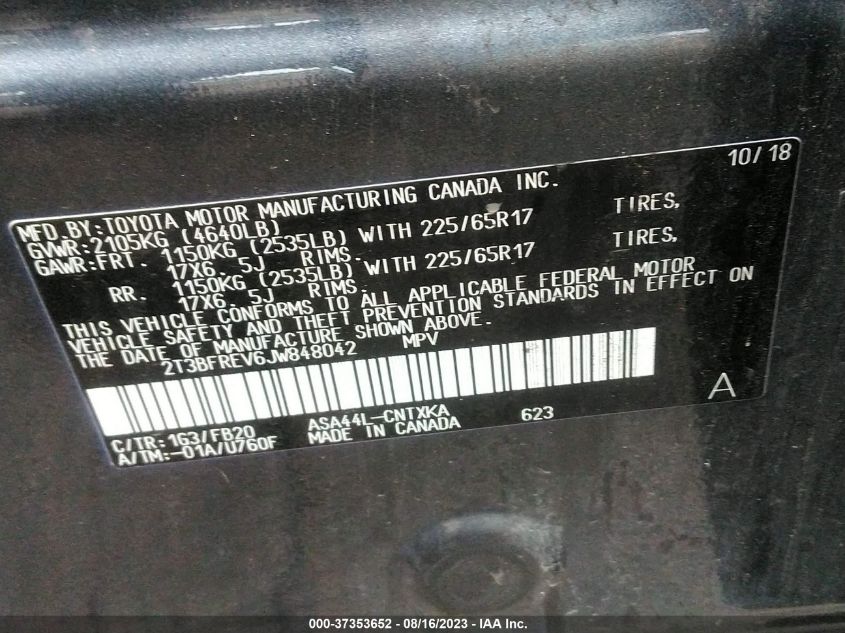 10/18
MFD.BY:TOYOTA MOTOR MANUFACTURING CANADA INC.
GVWR:2105KG (4640LB)
GAWR:FRT. 1150KG (2535LB) WITH 225/65R17 TIRES,
17X6.5J RIMS.
RR. 1150KG (2535LB) WITH 225/65R17 TIRES,
17X6.5J RIMS.
THIS VEHICLE CONFORMS TO ALL APPLICABLE FEDERAL MOTOR
VEHICLE SAFETY AND THEFT PREVENTION STANDARDS IN EFFECT ON
THE DATE OF MANUFACTURE SHOWN ABOVE.
2T3BFREV6JW848042 MPV
A
C/TR:1G3/FB20 ASA44L-CNTXKA 623
A/TM:-01A/U760F MADE IN CANADA
000-37353652 - 08/16/2023 - IAA Inc.